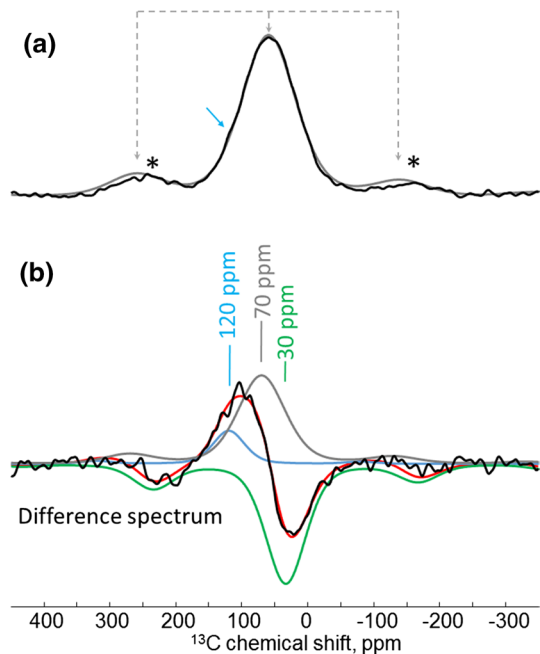 (a)
* *
(b)
120 ppm
70 ppm
30 ppm
Difference spectrum
400 300 200 100 0 -100 -200 -300
¹³C chemical shift, ppm